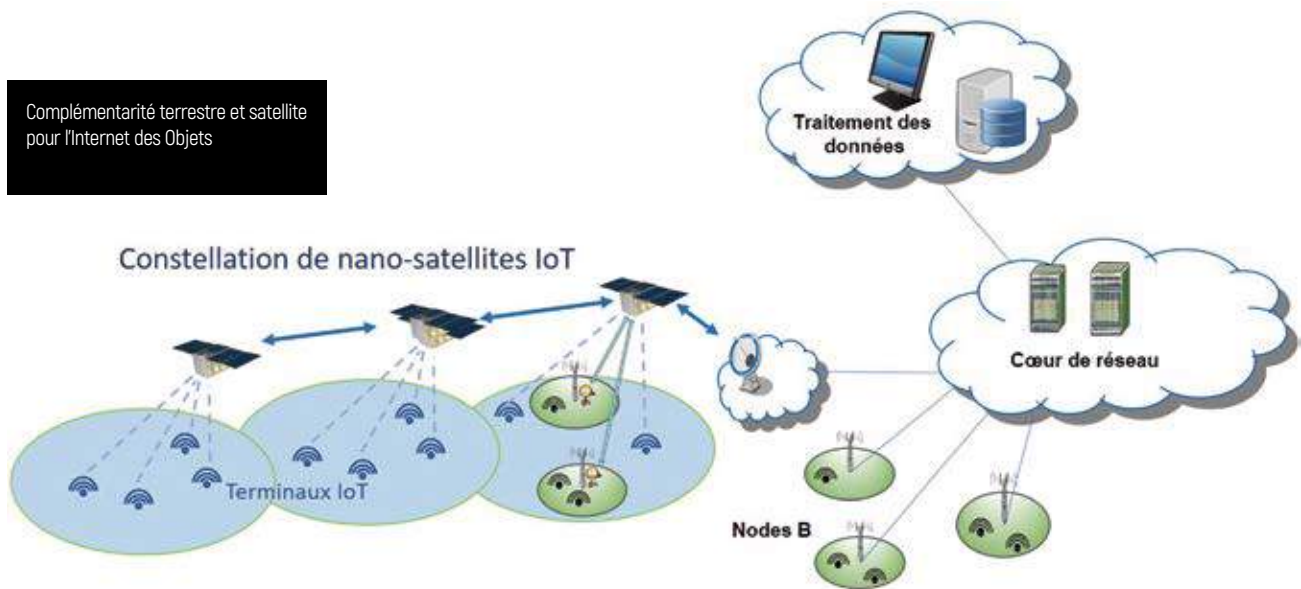 Complémentarité terrestre et satellite
pour l'Internet des Objets
Traitement des
données
Constellation de nano-satellites IoT
Cœur de réseau
Terminaux IoT
Nodes B